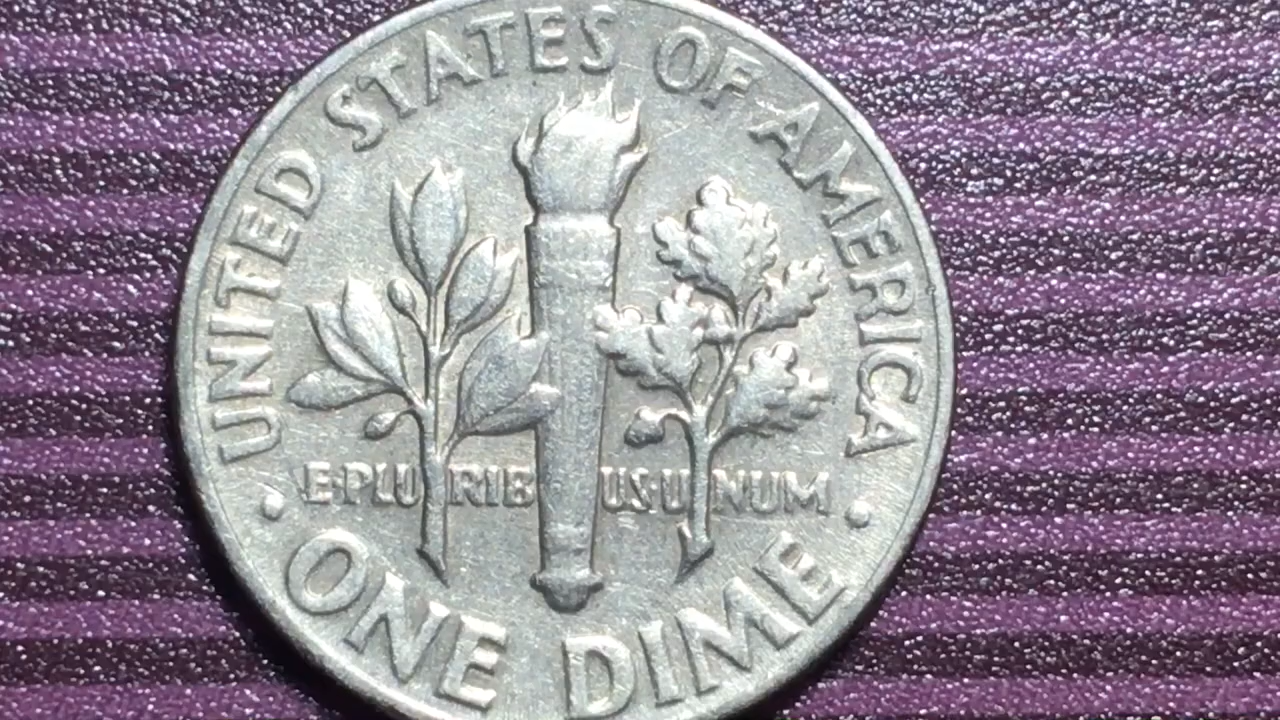 UNITED STATES OF AMERICA
E·PLURIBUS·UNUM
· ONE DIME ·